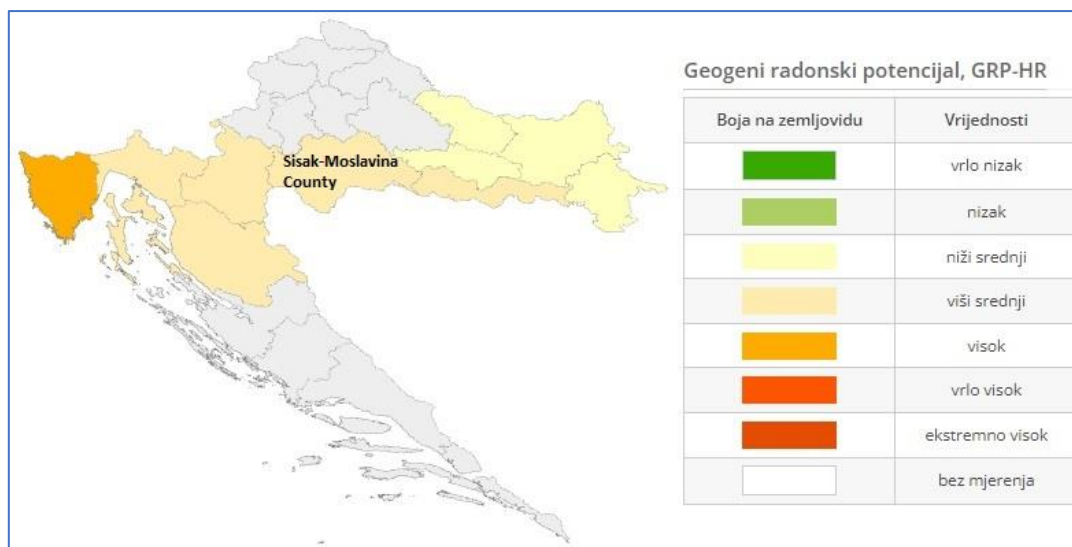 Sisak-Moslavina
County
Geogeni radonski potencijal, GRP-HR
Boja na zemljovidu Vrijednosti
vrlo nizak
nizak
niži srednji
viši srednji
visok
vrlo visok
ekstremno visok
bez mjerenja